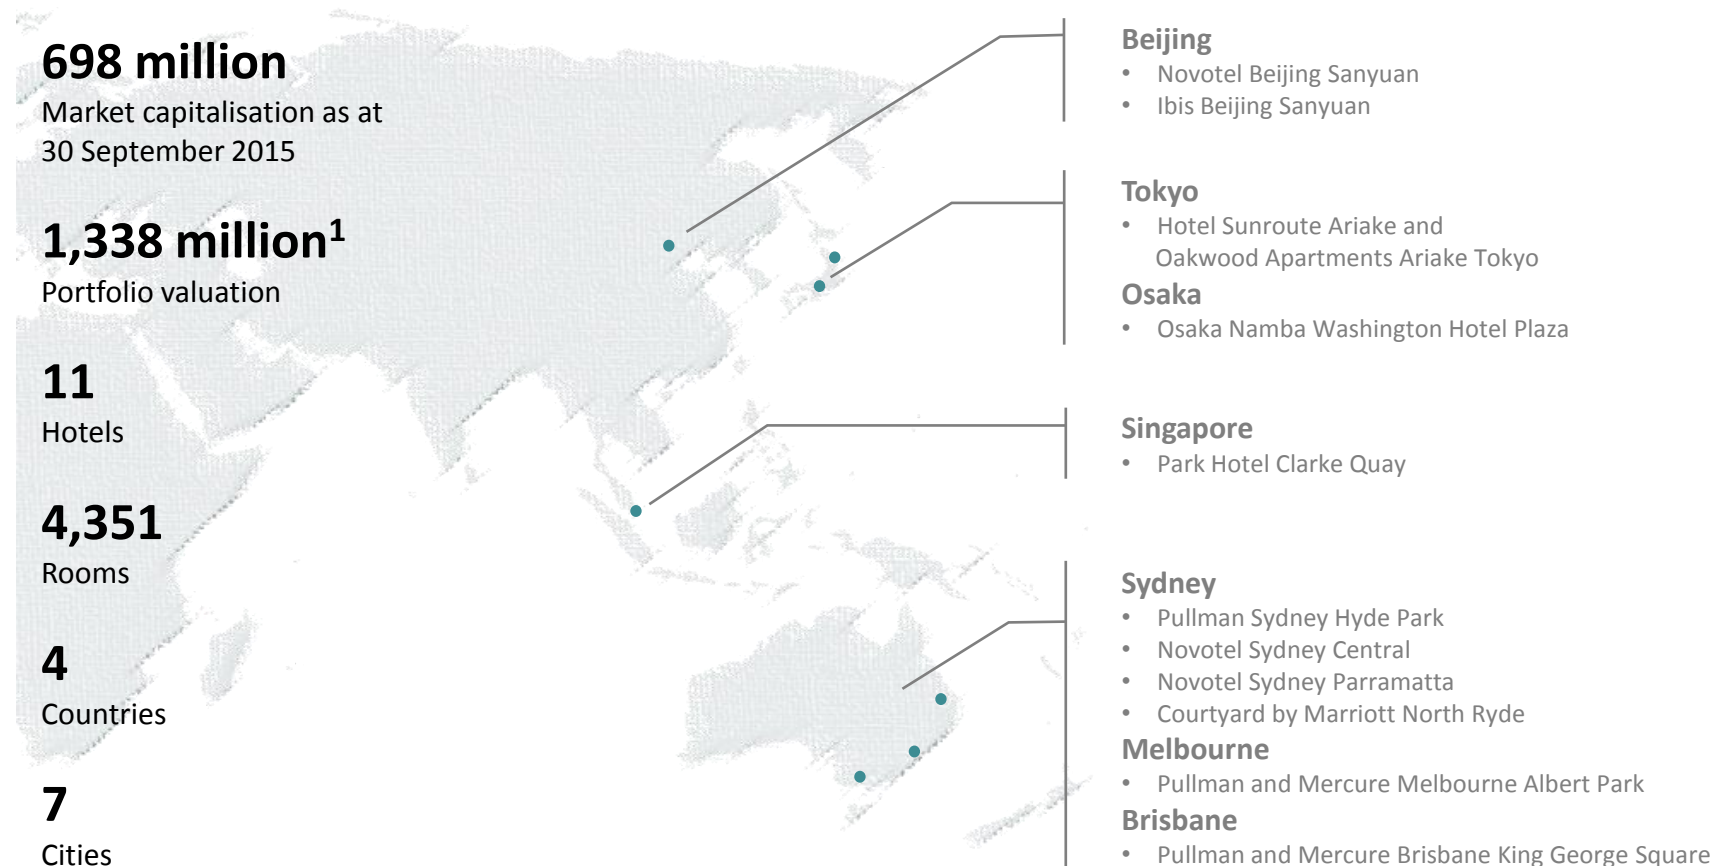 698 million
Market capitalisation as at
30 September 2015
1,338 million¹
Portfolio valuation
11
Hotels
4,351
Rooms
4
Countries
7
Cities
Beijing
• Novotel Beijing Sanyuan
• Ibis Beijing Sanyuan
Tokyo
• Hotel Sunroute Ariake and
Oakwood Apartments Ariake Tokyo
Osaka
• Osaka Namba Washington Hotel Plaza
Singapore
• Park Hotel Clarke Quay
Sydney
• Pullman Sydney Hyde Park
• Novotel Sydney Central
• Novotel Sydney Parramatta
• Courtyard by Marriott North Ryde
Melbourne
• Pullman and Mercure Melbourne Albert Park
Brisbane
• Pullman and Mercure Brisbane King George Square